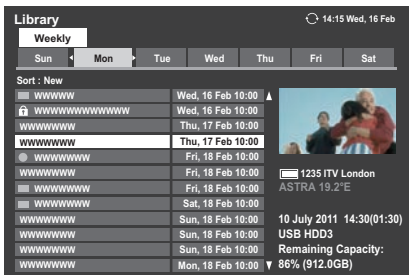 Library
14:15 Wed, 16 Feb
Weekly
Sun Mon Tue Wed Thu Fri Sat
Sort : New
wwwwww Wed, 16 Feb 10:00
wwwwwwwwwwww Wed, 16 Feb 10:00
wwwwwww Thu, 17 Feb 10:00
wwwwwww Thu, 17 Feb 10:00
wwwwwww Fri, 18 Feb 10:00
wwwwwww Fri, 18 Feb 10:00
wwwwwww Fri, 18 Feb 10:00
wwwwwww Sat, 18 Feb 10:00
wwwwwww Sun, 18 Feb 10:00
wwwwwww Sun, 18 Feb 10:00
wwwwwww Sun, 18 Feb 10:00
wwwwwww Mon, 18 Feb 10:00
1235 ITV London
ASTRA 19.2°E
10 July 2011 14:30(01:30)
USB HDD3
Remaining Capacity:
86% (912.0GB)